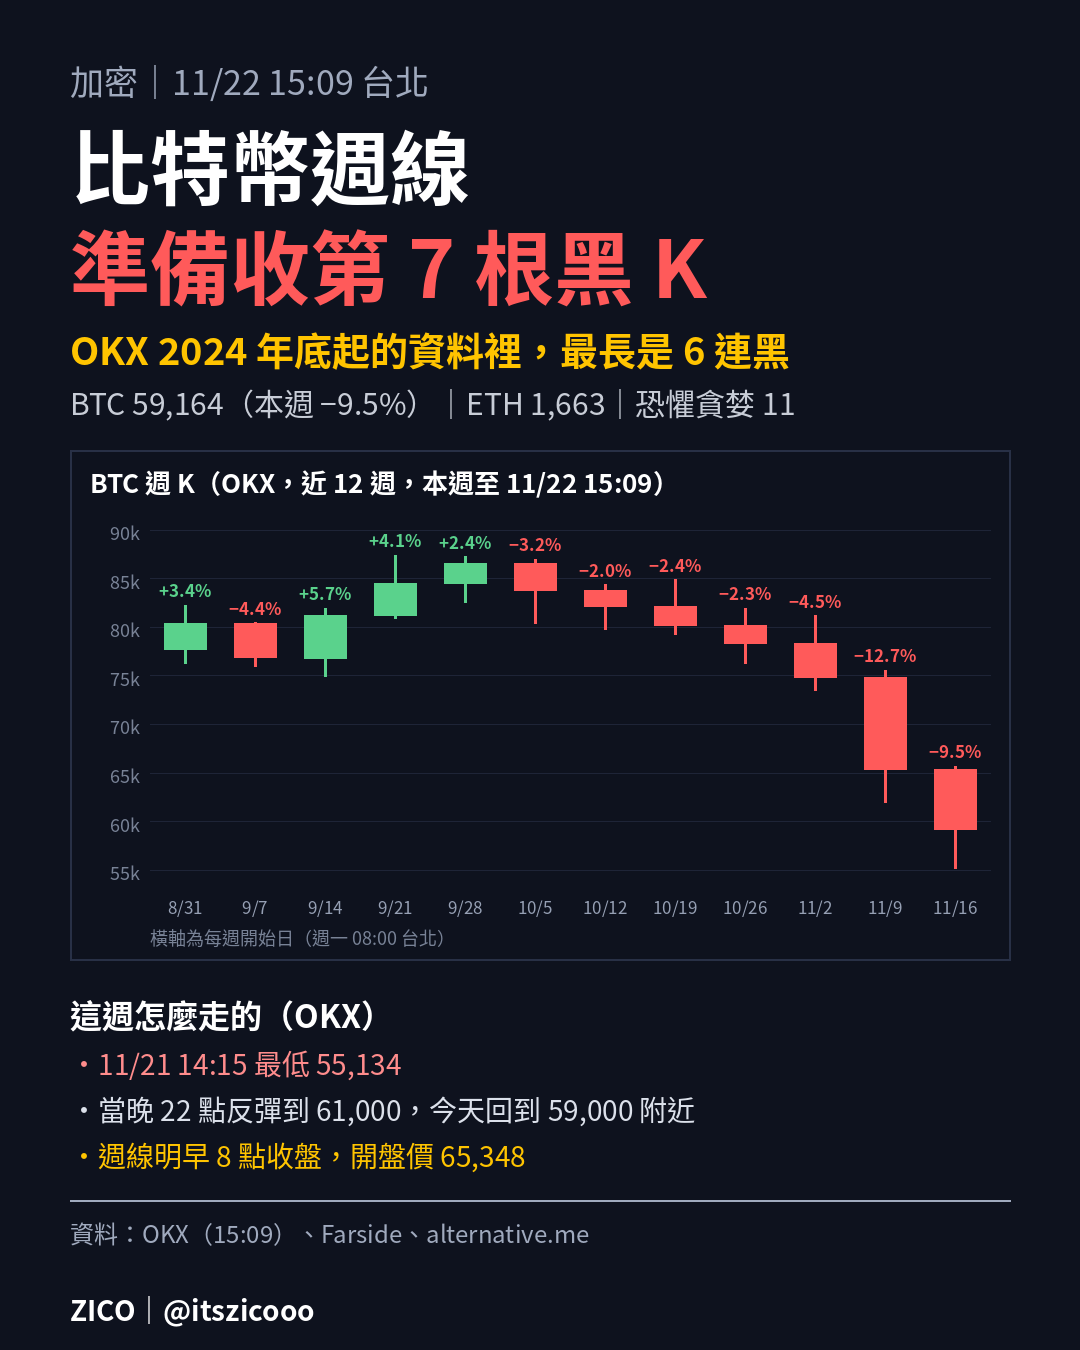 加密｜11/22 15:09 台北
比特幣週線
準備收第 7 根黑 K
OKX 2024 年底起的資料裡，最長是 6 連黑
BTC 59,164（本週 −9.5%）｜ETH 1,663｜恐懼貪婪 11
BTC 週 K（OKX，近 12 週，本週至 11/22 15:09）
90k
85k
80k
75k
70k
65k
60k
55k
+3.4%
−4.4%
+5.7%
+4.1%
+2.4%
−3.2%
−2.0%
−2.4%
−2.3%
−4.5%
−12.7%
−9.5%
8/31 9/7 9/14 9/21 9/28 10/5 10/12 10/19 10/26 11/2 11/9 11/16
橫軸為每週開始日（週一 08:00 台北）
這週怎麼走的（OKX）
・11/21 14:15 最低 55,134
・當晚 22 點反彈到 61,000，今天回到 59,000 附近
・週線明早 8 點收盤，開盤價 65,348
資料：OKX（15:09）、Farside、alternative.me
ZICO｜@itszicooo